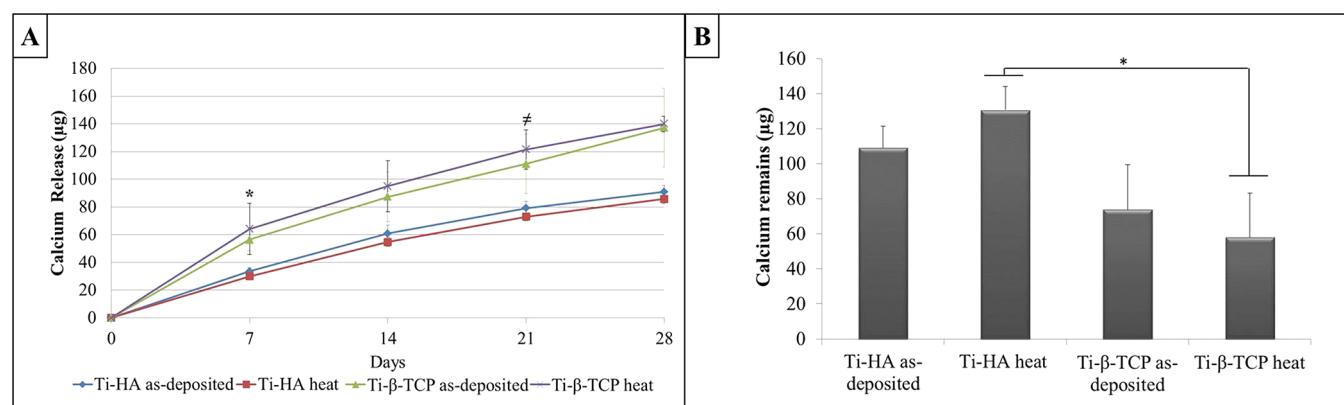 A
Calcium Release (µg)
180
160
140
120
100
80
60
40
20
0
*
≠
0 7 14 21 28
Days
Ti-HA as-deposited Ti-HA heat Ti-β-TCP as-deposited Ti-β-TCP heat
B
Calcium remains (µg)
160
140
120
100
80
60
40
20
0
*
Ti-HA as-
deposited
Ti-HA heat
Ti-β-TCP as-
deposited
Ti-β-TCP heat